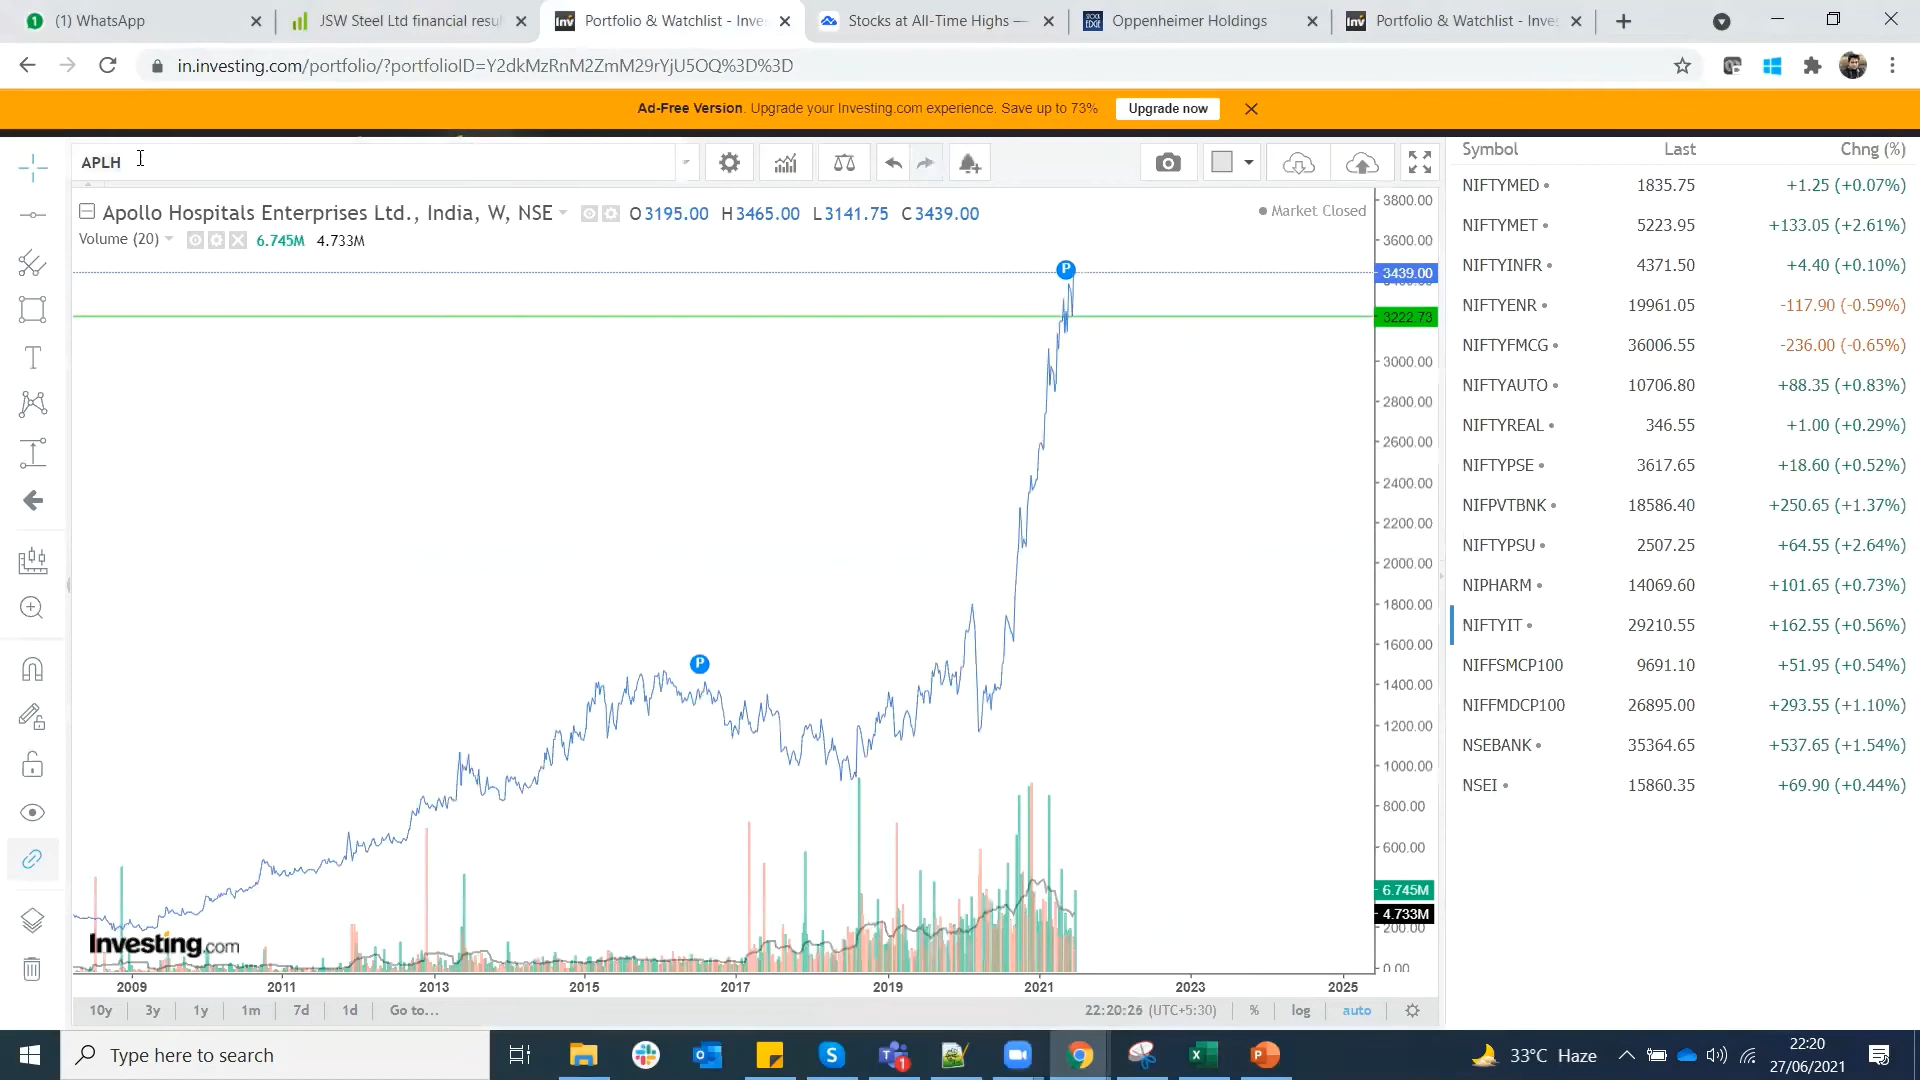 (1) WhatsApp
JSW Steel Ltd financial resul
Portfolio & Watchlist - Inves
Stocks at All-Time Highs —
Oppenheimer Holdings
Portfolio & Watchlist - Inves
in.investing.com/portfolio/?portfolioID=Y2dkMzRnM2ZmM29rYjU5OQ%3D%3D
Ad-Free Version. Upgrade your Investing.com experience. Save up to 73% Upgrade now
APLH
Apollo Hospitals Enterprises Ltd., India, W, NSE O 3195.00 H 3465.00 L 3141.75 C 3439.00
Market Closed
Volume (20) 6.745M 4.733M
P
P
3800.00
3600.00
3439.00
3222.73
3000.00
2800.00
2600.00
2400.00
2200.00
2000.00
1800.00
1600.00
1400.00
1200.00
1000.00
800.00
600.00
6.745M
4.733M
200.00
0.00
Investing.com
2009 2011 2013 2015 2017 2019 2021 2023 2025
10y 3y 1y 1m 7d 1d Go to... 22:20:26 (UTC+5:30) % log auto
Symbol Last Chng (%)
NIFTYMED 1835.75 +1.25 (+0.07%)
NIFTYMET 5223.95 +133.05 (+2.61%)
NIFTYINFR 4371.50 +4.40 (+0.10%)
NIFTYENR 19961.05 -117.90 (-0.59%)
NIFTYFMCG 36006.55 -236.00 (-0.65%)
NIFTYAUTO 10706.80 +88.35 (+0.83%)
NIFTYREAL 346.55 +1.00 (+0.29%)
NIFTYPSE 3617.65 +18.60 (+0.52%)
NIFPVTBNK 18586.40 +250.65 (+1.37%)
NIFTYPSU 2507.25 +64.55 (+2.64%)
NIPHARM 14069.60 +101.65 (+0.73%)
NIFTYIT 29210.55 +162.55 (+0.56%)
NIFFSMCP100 9691.10 +51.95 (+0.54%)
NIFFMDCP100 26895.00 +293.55 (+1.10%)
NSEBANK 35364.65 +537.65 (+1.54%)
NSEI 15860.35 +69.90 (+0.44%)
Type here to search
33°C Haze
22:20
27/06/2021